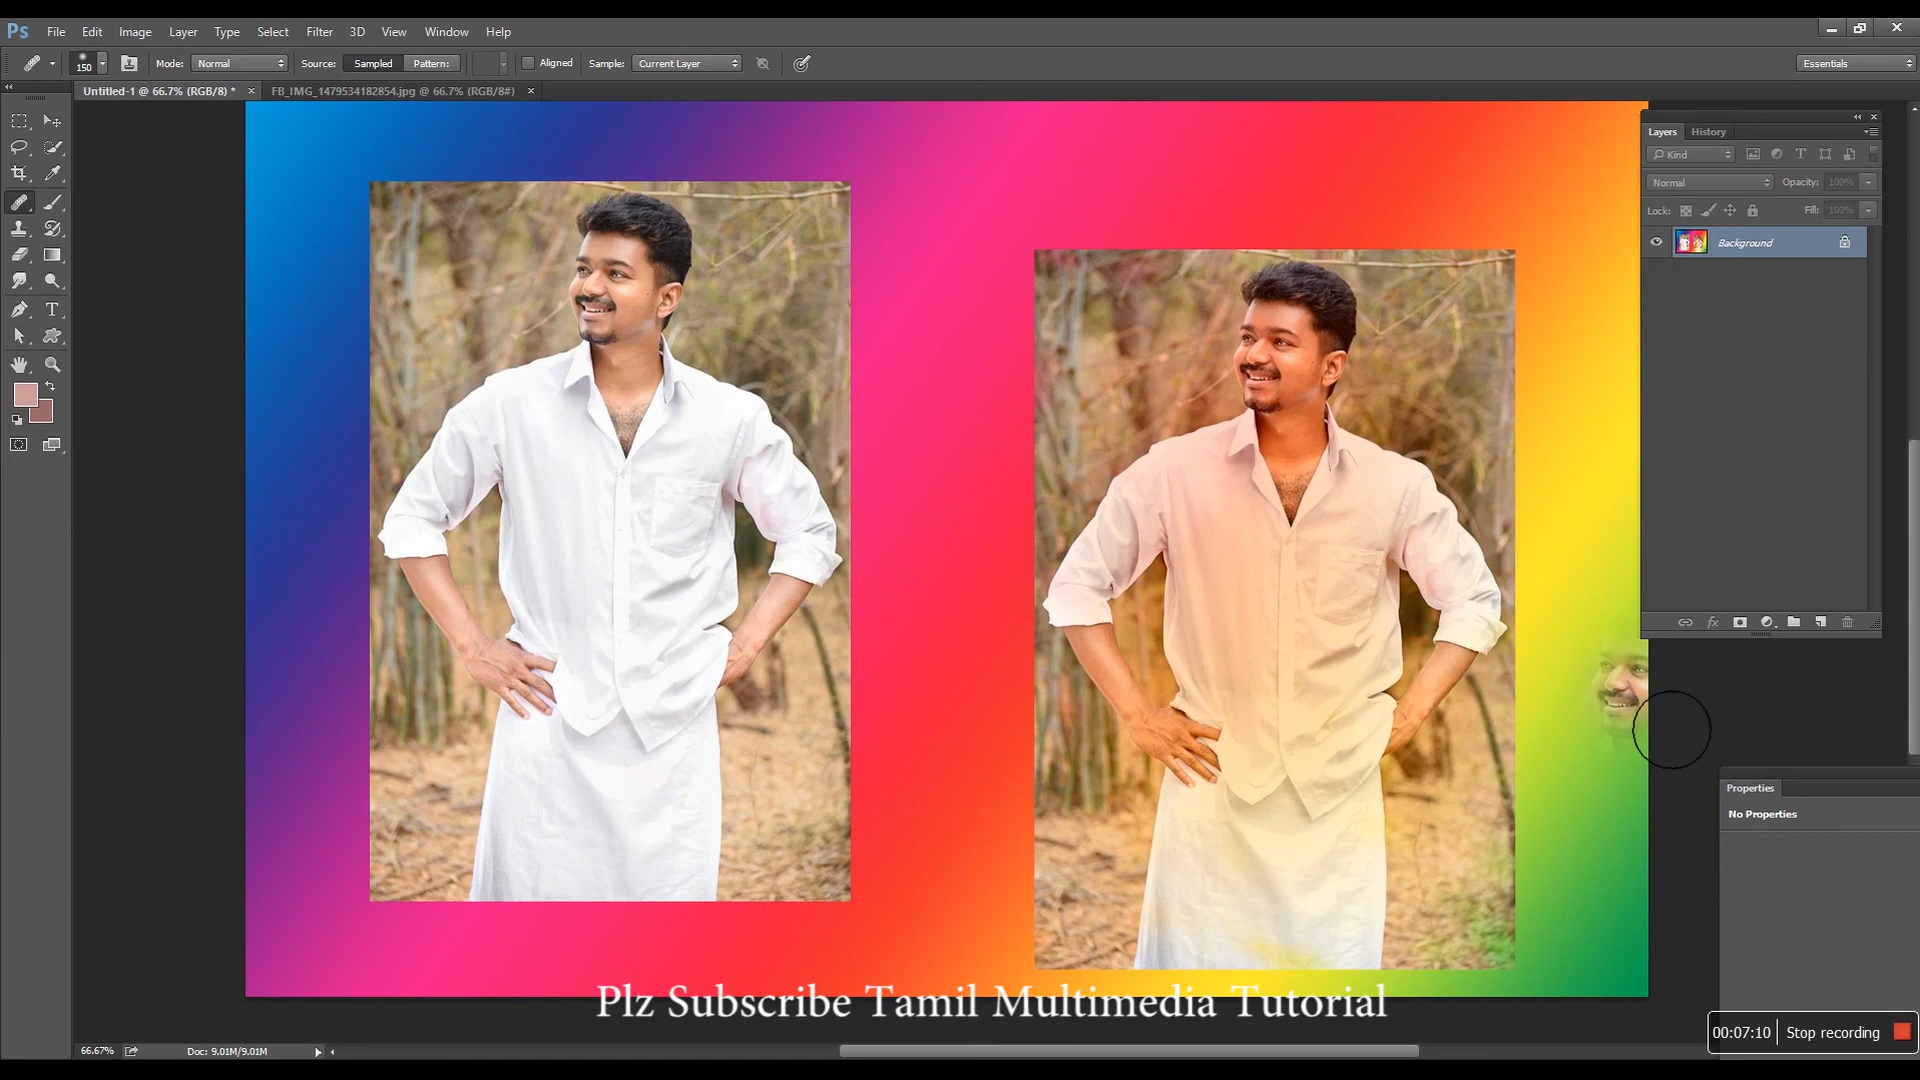 Ps File Edit Image Layer Type Select Filter 3D View Window Help
150 Mode: Normal Source: Sampled Pattern: Aligned Sample: Current Layer Essentials
Untitled-1 @ 66.7% (RGB/8) * × FB_IMG_1479534182854.jpg @ 66.7% (RGB/8#) ×
Layers History
Kind
Normal Opacity: 100%
Lock: Fill: 100%
Background
fx
Properties
No Properties
Plz Subscribe Tamil Multimedia Tutorial
00:07:10 Stop recording
66.67% Doc: 9.01M/9.01M